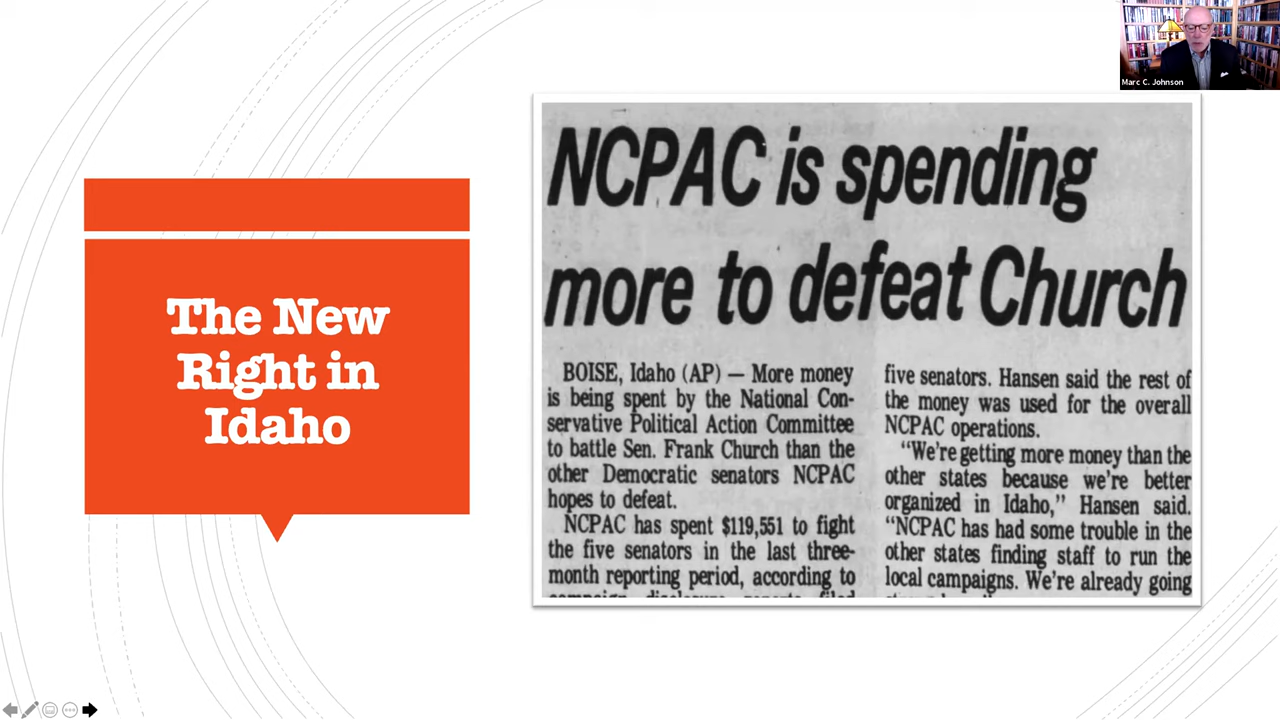 Marc C. Johnson
The New
Right in
Idaho
NCPAC is spending
more to defeat Church
BOISE, Idaho (AP) — More money
is being spent by the National Con-
servative Political Action Committee
to battle Sen. Frank Church than the
other Democratic senators NCPAC
hopes to defeat.
NCPAC has spent $119,551 to fight
the five senators in the last three-
month reporting period, according to
five senators. Hansen said the rest of
the money was used for the overall
NCPAC operations.
“We’re getting more money than the
other states because we’re better
organized in Idaho,” Hansen said.
“NCPAC has had some trouble in the
other states finding staff to run the
local campaigns. We’re already going